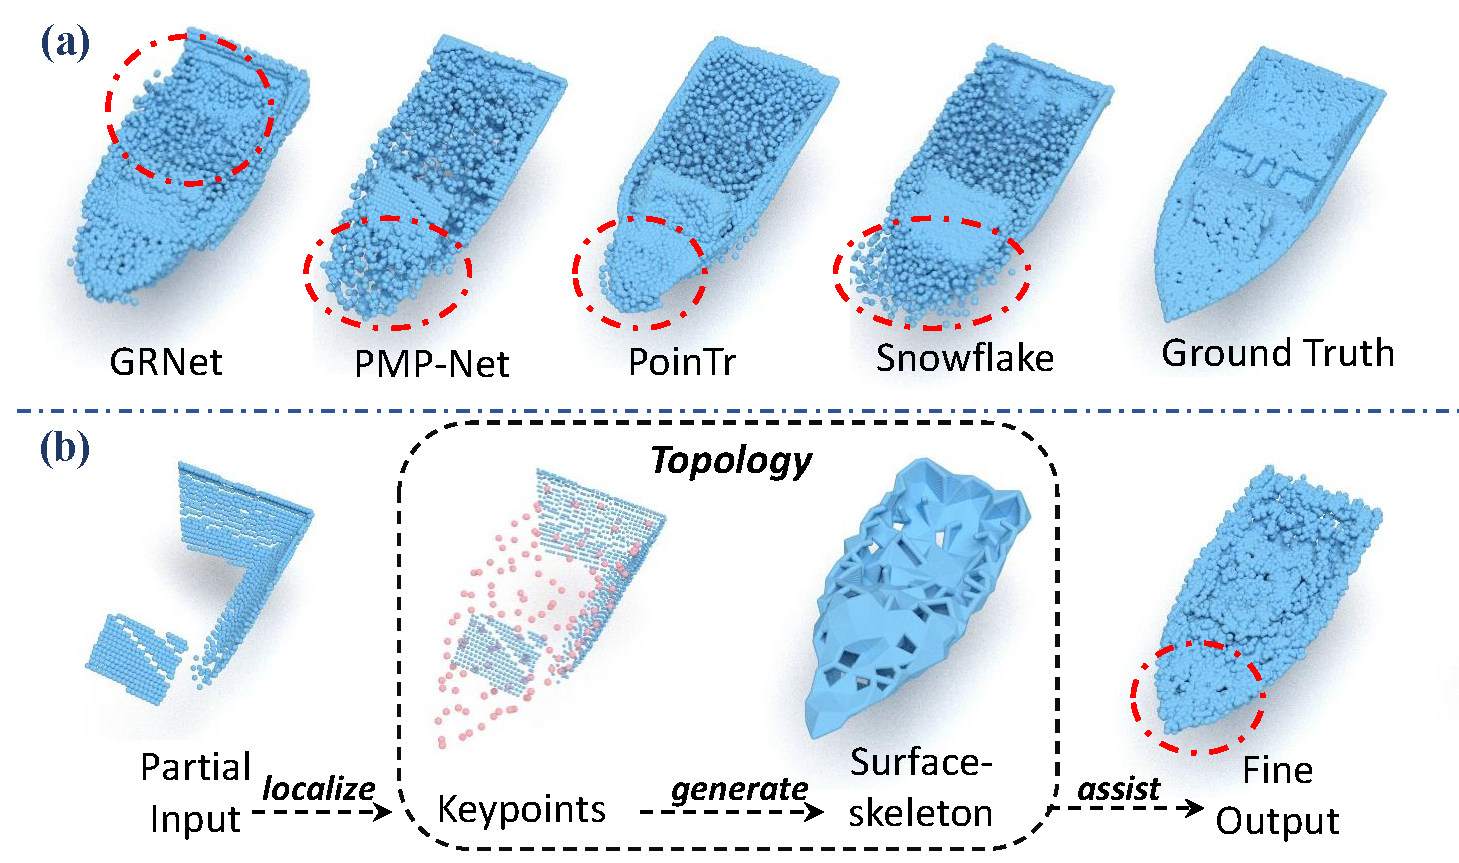 (a)
GRNet
PMP-Net
PoinTr
Snowflake
Ground Truth
(b)
Topology
Partial
Input
localize
Keypoints
generate
Surface-
skeleton
assist
Fine
Output